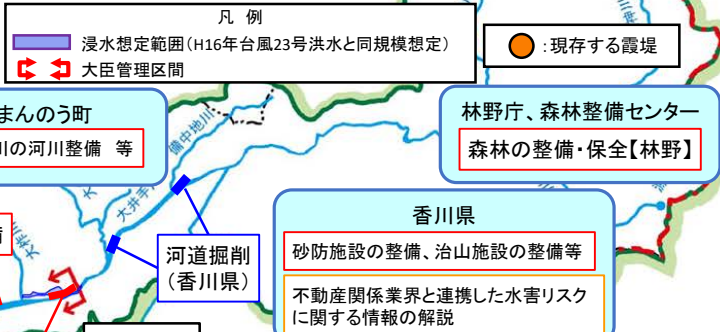 凡 例
浸水想定範囲(H16年台風23号洪水と同規模想定)
大臣管理区間
:現存する霞堤
まんのう町
川の河川整備 等
備中地川
林野庁、森林整備センター
森林の整備・保全【林野】
香川県
砂防施設の整備、治山施設の整備等
不動産関係業界と連携した水害リスク
に関する情報の解説
河道掘削
(香川県)